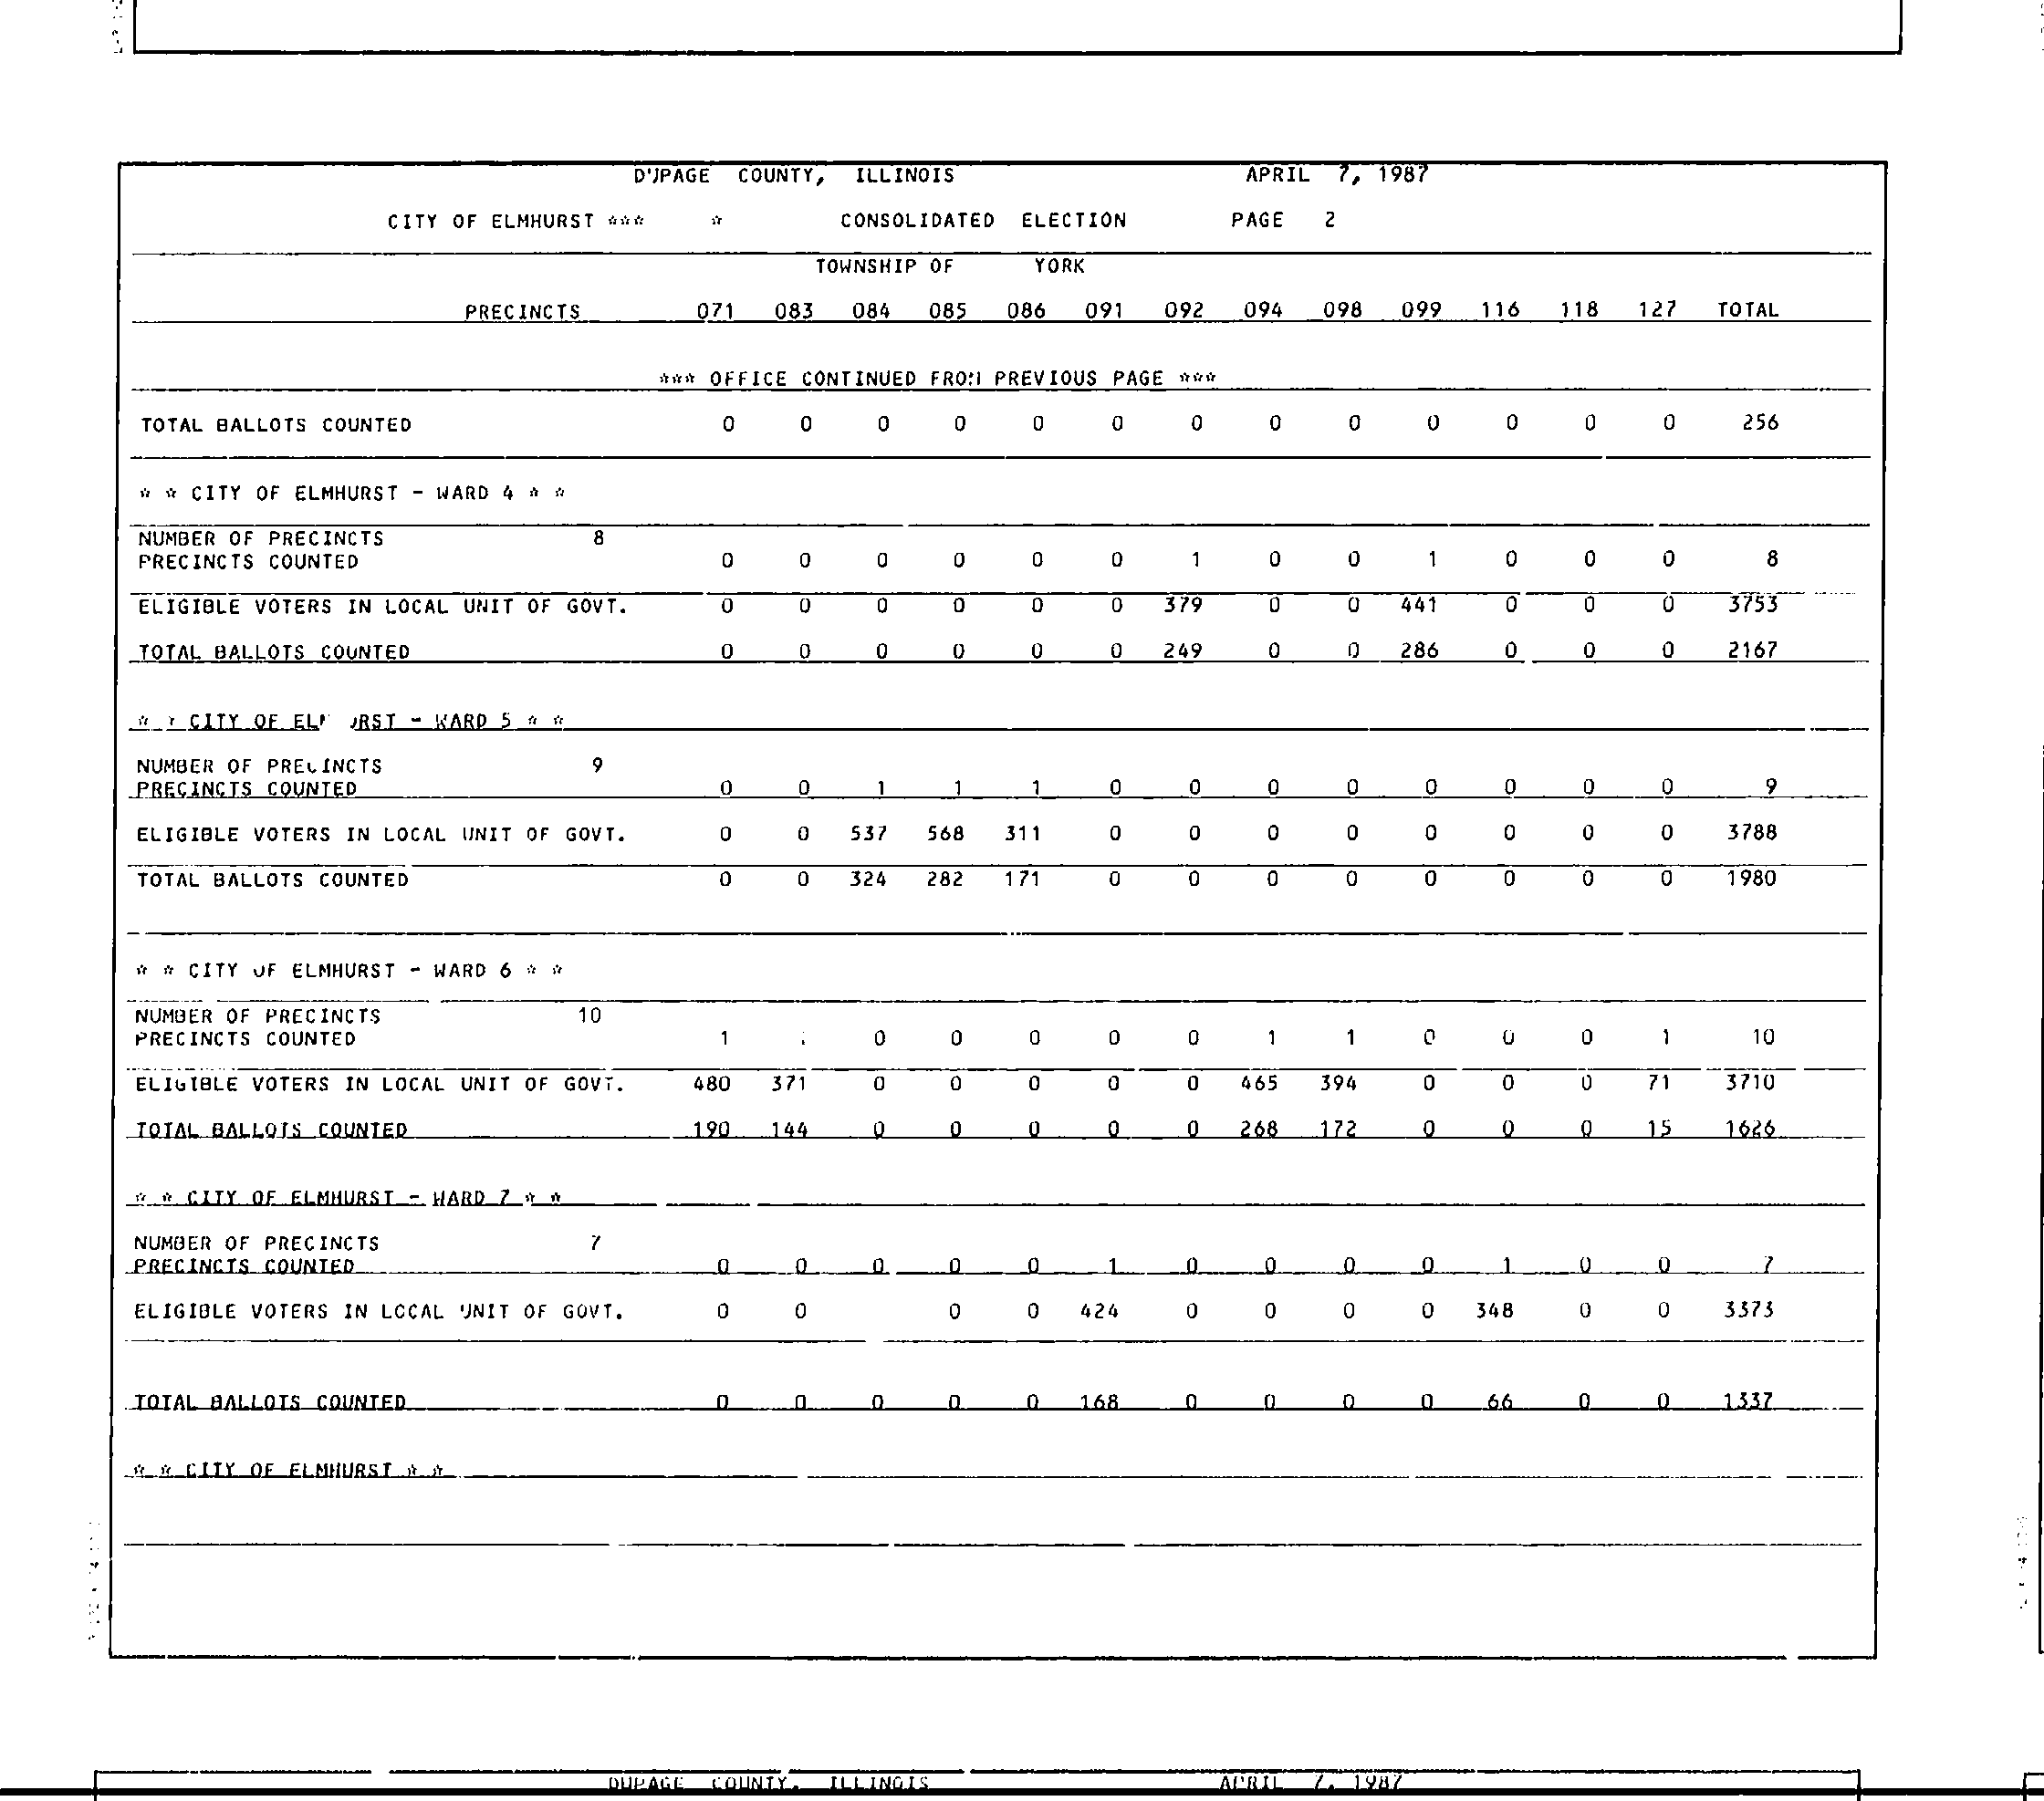 DUPAGE COUNTY, ILLINOIS APRIL 7, 1987
CITY OF ELMHURST *** * CONSOLIDATED ELECTION PAGE 2
TOWNSHIP OF YORK
PRECINCTS 071 083 084 085 086 091 092 094 098 099 116 118 127 TOTAL
*** OFFICE CONTINUED FROM PREVIOUS PAGE ***
TOTAL BALLOTS COUNTED 0 0 0 0 0 0 0 0 0 0 0 0 0 256
* * CITY OF ELMHURST - WARD 4 * *
NUMBER OF PRECINCTS 8
PRECINCTS COUNTED 0 0 0 0 0 0 1 0 0 1 0 0 0 8
ELIGIBLE VOTERS IN LOCAL UNIT OF GOVT. 0 0 0 0 0 0 379 0 0 441 0 0 0 3753
TOTAL BALLOTS COUNTED 0 0 0 0 0 0 249 0 0 286 0 0 0 2167
* * CITY OF ELMHURST - WARD 5 * *
NUMBER OF PRECINCTS 9
PRECINCTS COUNTED 0 0 1 1 1 0 0 0 0 0 0 0 0 9
ELIGIBLE VOTERS IN LOCAL UNIT OF GOVT. 0 0 537 568 311 0 0 0 0 0 0 0 0 3788
TOTAL BALLOTS COUNTED 0 0 324 282 171 0 0 0 0 0 0 0 0 1980
* * CITY OF ELMHURST - WARD 6 * *
NUMBER OF PRECINCTS 10
PRECINCTS COUNTED 1 0 0 0 0 0 1 1 0 0 0 1 10
ELIGIBLE VOTERS IN LOCAL UNIT OF GOVT. 480 371 0 0 0 0 0 465 394 0 0 0 71 3710
TOTAL BALLOTS COUNTED 190 144 0 0 0 0 0 268 172 0 0 0 15 1626
* * CITY OF ELMHURST - WARD 7 * *
NUMBER OF PRECINCTS 7
PRECINCTS COUNTED 0 0 0 0 0 1 0 0 0 0 1 0 0 7
ELIGIBLE VOTERS IN LOCAL UNIT OF GOVT. 0 0 0 0 424 0 0 0 0 348 0 0 3373
TOTAL BALLOTS COUNTED 0 0 0 0 0 168 0 0 0 0 66 0 0 1337
* * CITY OF ELMHURST * *
DUPAGE COUNTY, ILLINOIS APRIL 7, 1987